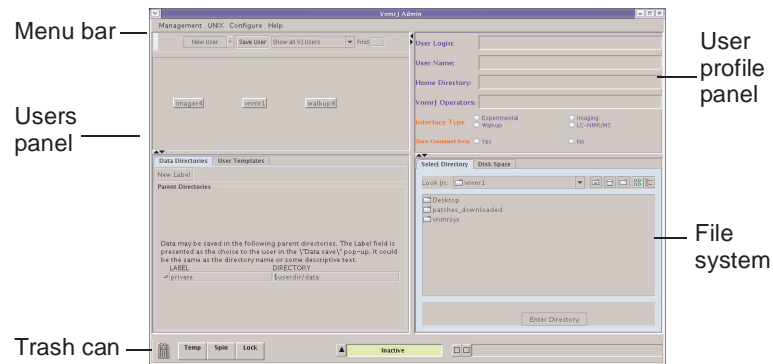 VnmrJ Admin
Management UNIX Configure Help
Menu bar
New User Save User Show all VJ Users Find:
User Login:
User Name:
Home Directory:
VnmrJ Operators:
Interface Type Experimental Imaging
Walkup LC-NMR/MS
Show Command Area Yes No
User
profile
panel
imager4 vnmr1 walkup4
Users
panel
Data Directories User Templates
New Label
Parent Directories
Data may be saved in the following parent directories. The Label field is
presented as the choice to the user in the \"Data save\" pop-up. It could
be the same as the directory name or some descriptive text.
LABEL DIRECTORY
private $userdir/data
Select Directory Disk Space
Look In: vnmr1
Desktop
patches_downloaded
vnmrsys
Enter Directory
File
system
Trash can
Temp Spin Lock
Inactive